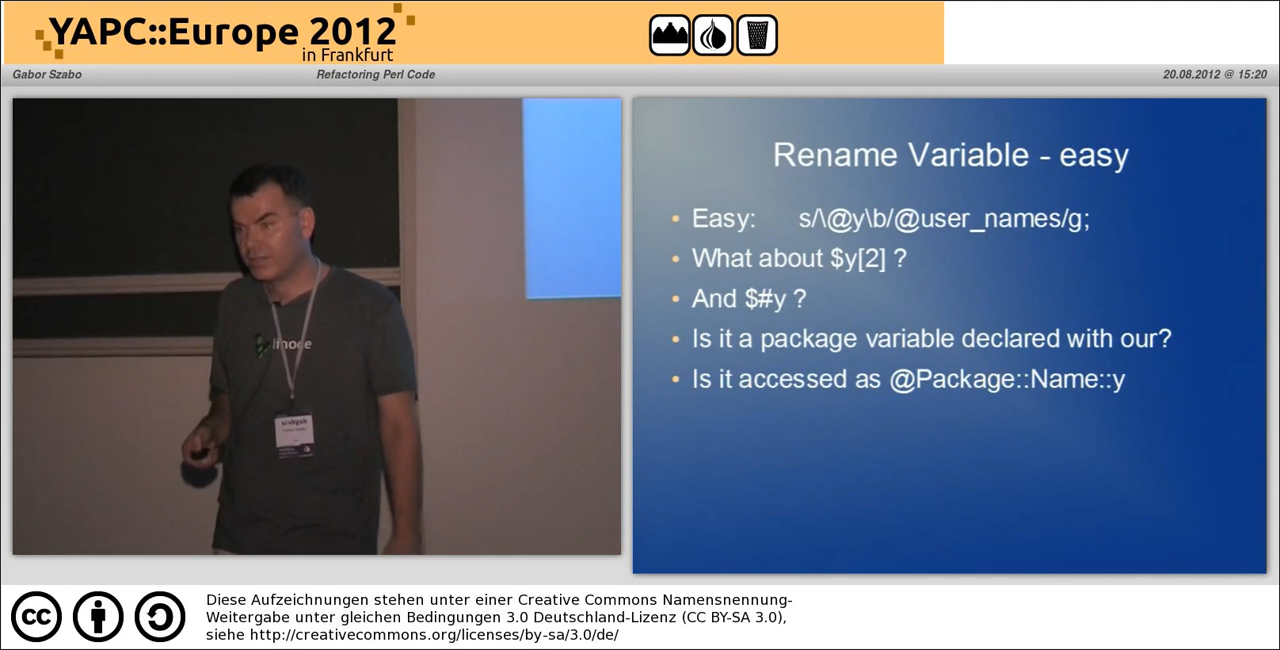 YAPC::Europe 2012
in Frankfurt
Gabor Szabo
Refactoring Perl Code
20.08.2012 @ 15:20
linode
szabgab
Rename Variable - easy
• Easy: s/\@y\b/@user_names/g;
• What about $y[2] ?
• And $#y ?
• Is it a package variable declared with our?
• Is it accessed as @Package::Name::y
cc
Diese Aufzeichnungen stehen unter einer Creative Commons Namensnennung-
Weitergabe unter gleichen Bedingungen 3.0 Deutschland-Lizenz (CC BY-SA 3.0),
siehe http://creativecommons.org/licenses/by-sa/3.0/de/